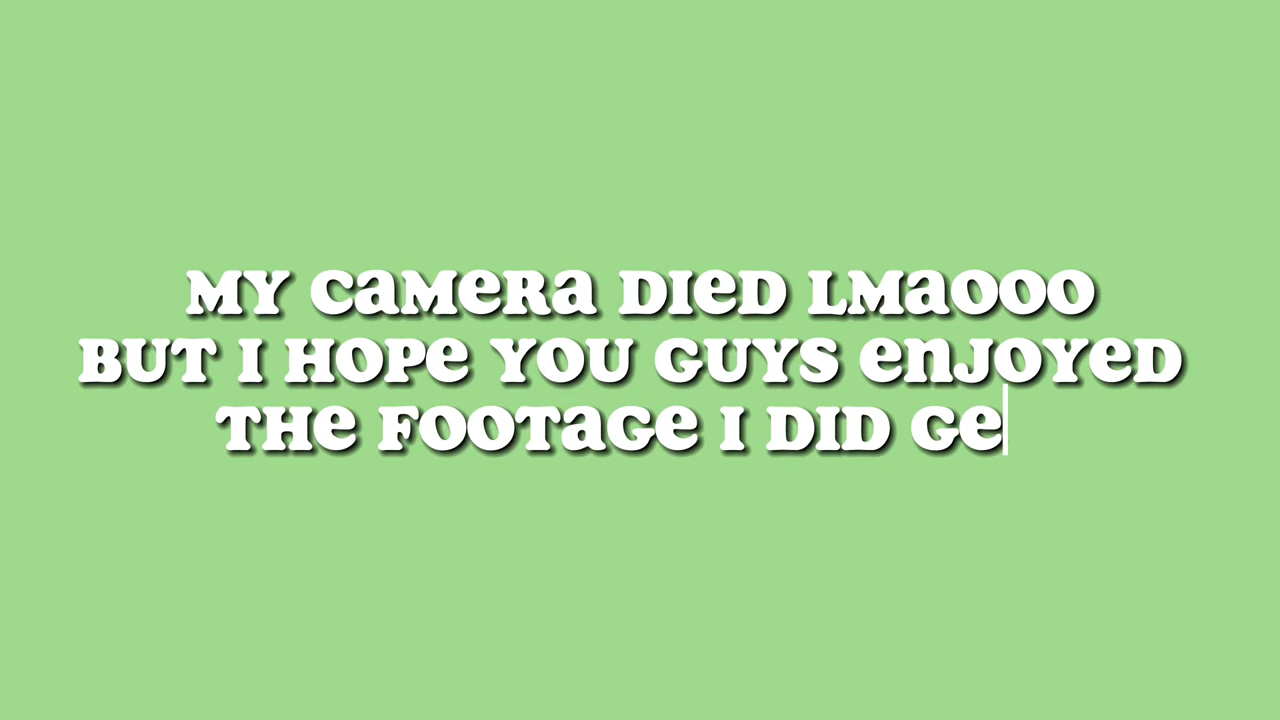 MY CAMERA DIED LMAOOO
BUT I HOPE YOU GUYS ENJOYED
THE FOOTAGE I DID GE